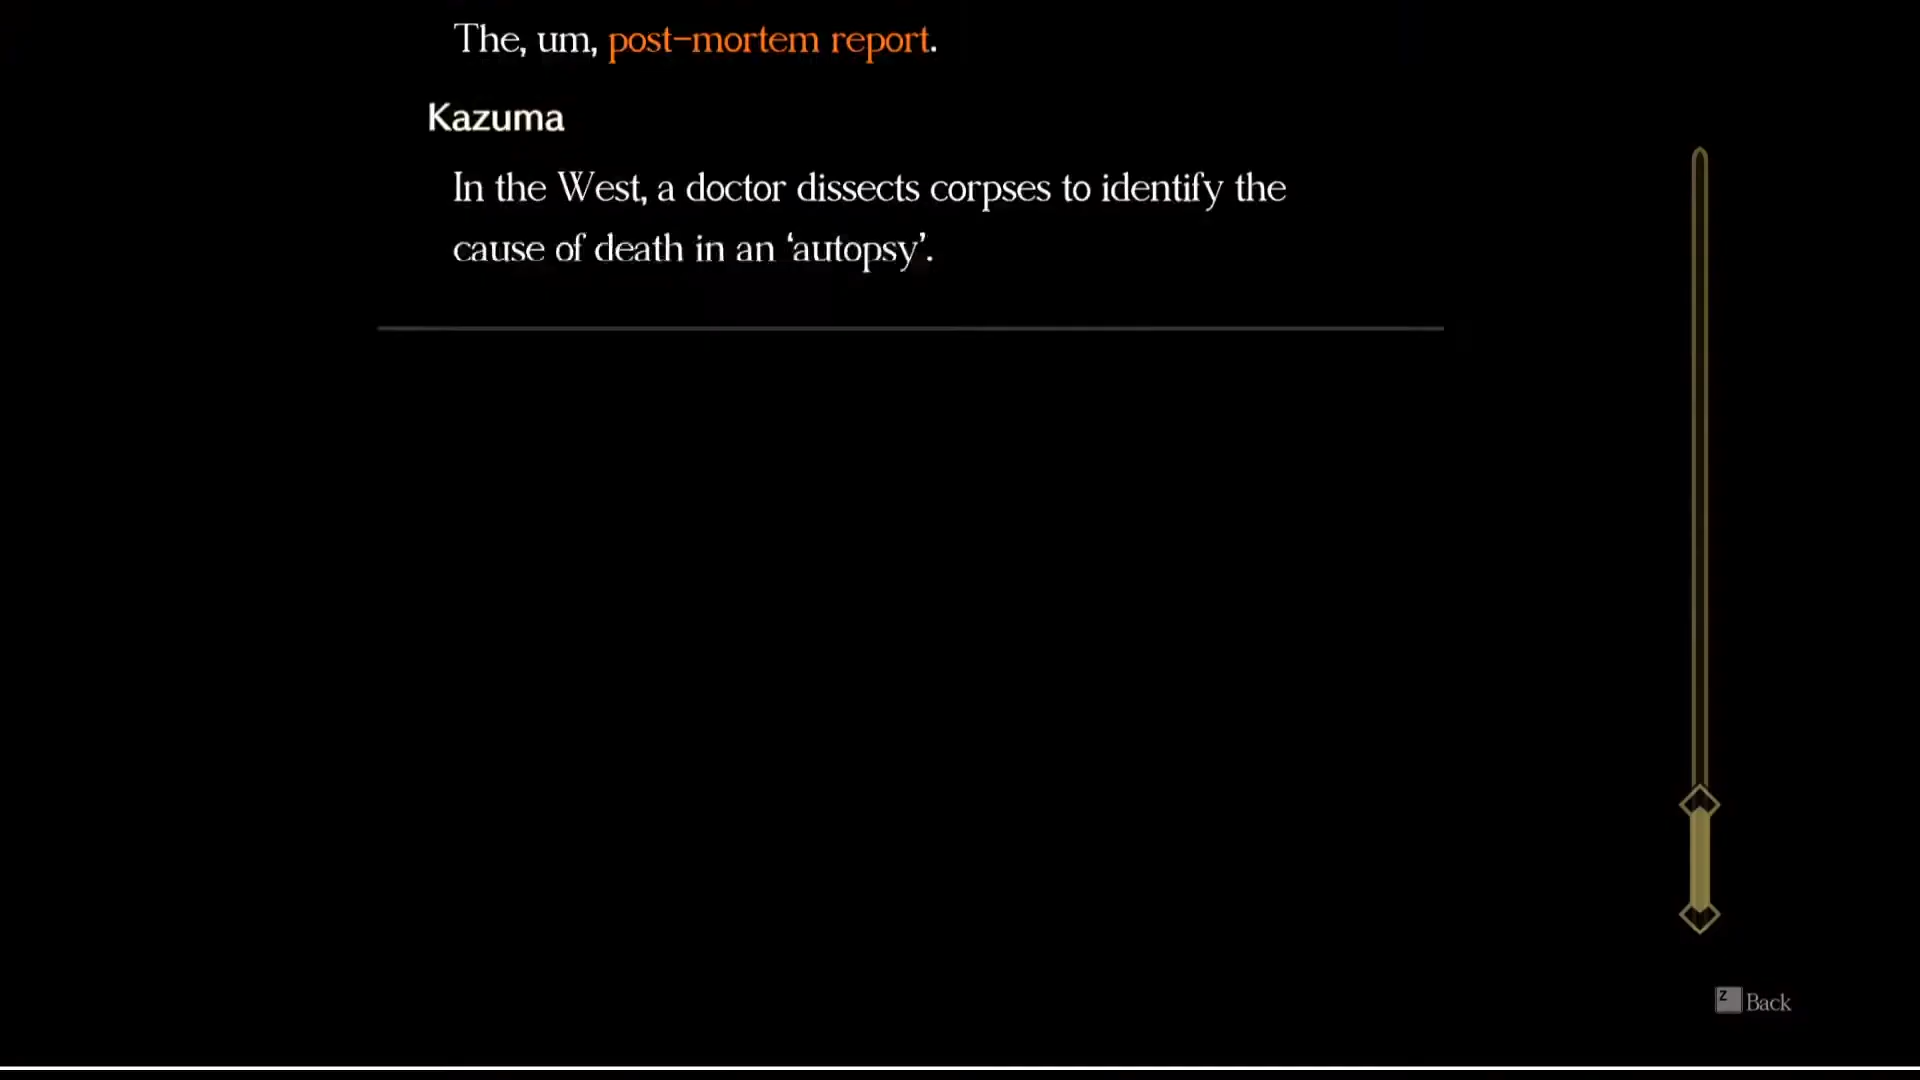 The, um, post-mortem report.
Kazuma
In the West, a doctor dissects corpses to identify the
cause of death in an ‘autopsy’.
Z Back